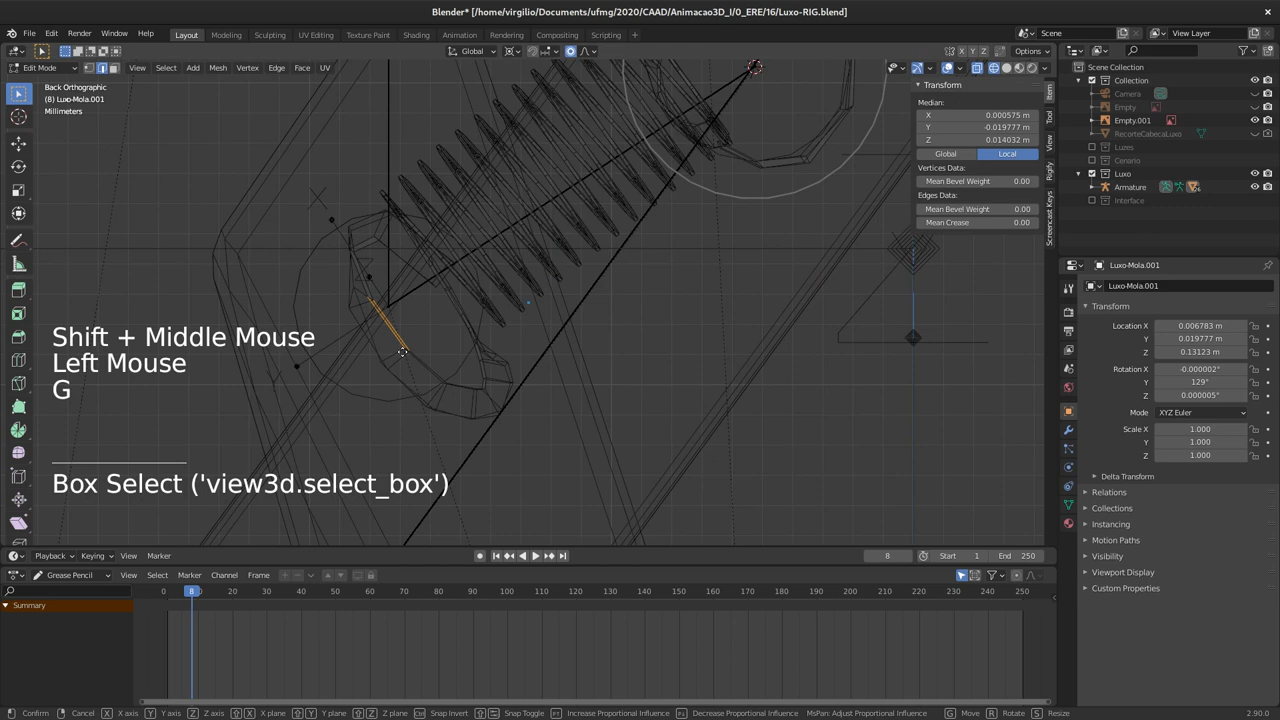 Blender* [/home/virgilio/Documents/ufmg/2020/CAAD/Animacao3D_I/0_ERE/16/Luxo-RIG.blend]
File Edit Render Window Help Layout Modeling Sculpting UV Editing Texture Paint Shading Animation Rendering Compositing Scripting + Scene View Layer
Global X Y Z Options
Edit Mode View Select Add Mesh Vertex Edge Face UV
Back Orthographic
(8) Luxo-Mola.001
Millimeters
Transform
Median:
X 0.000575 m
Y -0.019777 m
Z 0.014032 m
Global Local
Vertices Data:
Mean Bevel Weight 0.00
Edges Data:
Mean Bevel Weight 0.00
Mean Crease 0.00
Item
Tool
View
Rigify
Screencast Keys
Scene Collection
Collection
Camera
Empty
Empty.001
RecorteCabecaLuxo
Luzes
Cenario
Luxo
Armature
Interface
Luxo-Mola.001
Luxo-Mola.001
Transform
Location X 0.006783 m
Y 0.019777 m
Z 0.13123 m
Rotation X -0.000002°
Y 129°
Z 0.000005°
Mode XYZ Euler
Scale X 1.000
Y 1.000
Z 1.000
Delta Transform
Relations
Collections
Instancing
Motion Paths
Visibility
Viewport Display
Custom Properties
Shift + Middle Mouse
Left Mouse
G
Box Select ('view3d.select_box')
Playback Keying View Marker 8 Start 1 End 250
Grease Pencil View Select Marker Channel Frame
0 8 20 30 40 50 60 70 80 90 100 110 120 130 140 150 160 170 180 190 200 210 220 230 240 250
Summary
Confirm Cancel X X axis Y Y axis Z Z axis X X plane Y Y plane Z Z plane Snap Invert Snap Toggle Increase Proportional Influence Decrease Proportional Influence MsPan: Adjust Proportional Influence G Move R Rotate S Resize 2.90.0